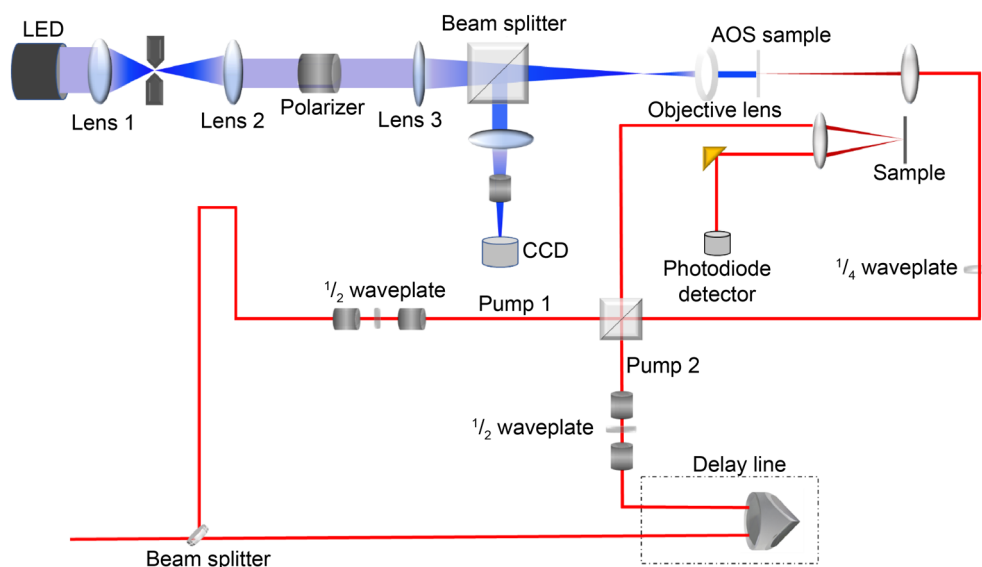 LED
Lens 1
Lens 2
Polarizer
Lens 3
Beam splitter
AOS sample
Objective lens
Sample
CCD
Photodiode
detector
1/4 waveplate
1/2 waveplate
Pump 1
Pump 2
1/2 waveplate
Delay line
Beam splitter